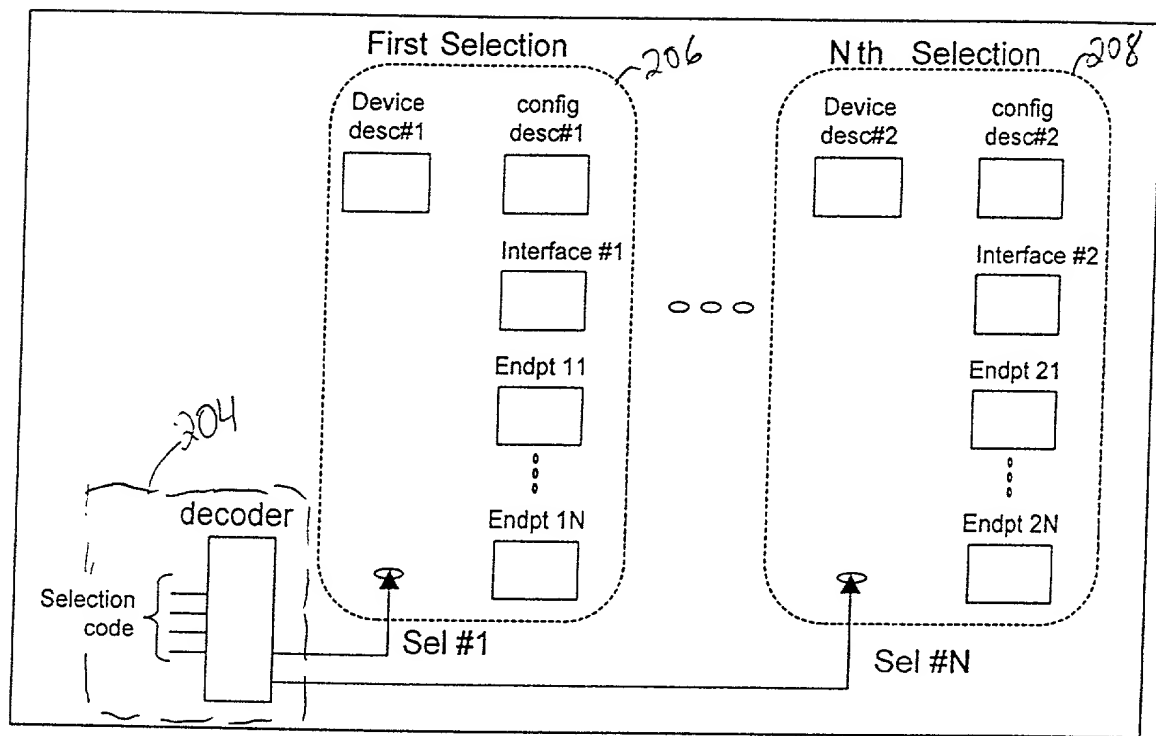 First Selection
206
Device
desc#1
config
desc#1
Interface #1
Endpt 11
Endpt 1N
Nth Selection
208
Device
desc#2
config
desc#2
Interface #2
Endpt 21
Endpt 2N
204
decoder
Selection
code
Sel #1
Sel #N